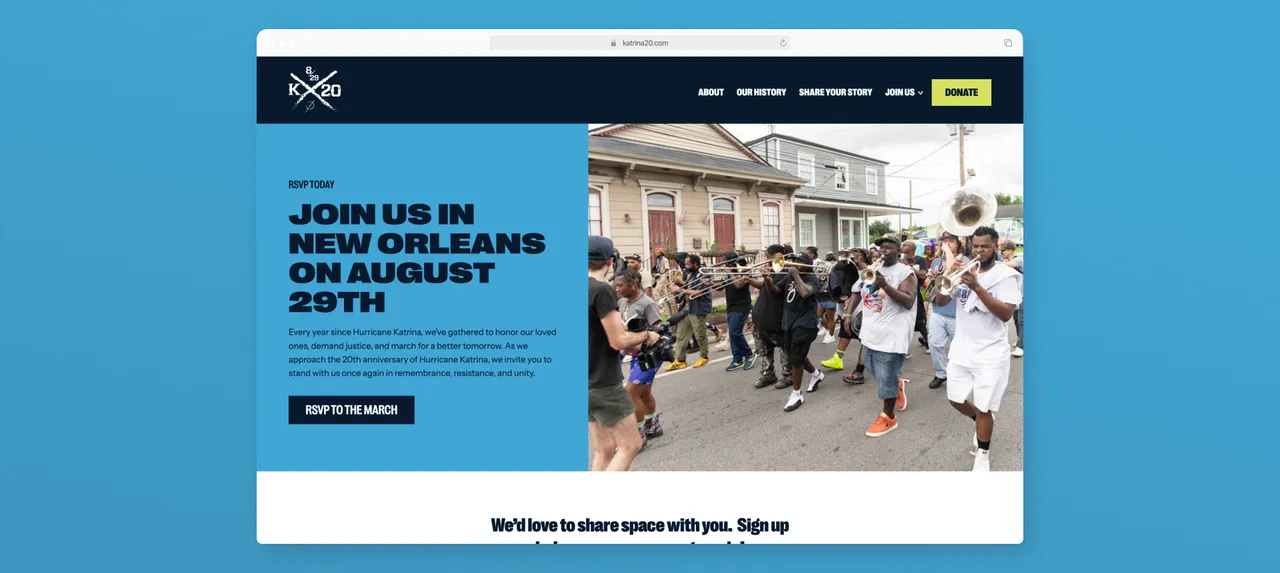 katrina20.com
8
29
K 20
ABOUT OUR HISTORY SHARE YOUR STORY JOIN US DONATE
RSVP TODAY
JOIN US IN
NEW ORLEANS
ON AUGUST
29TH
Every year since Hurricane Katrina, we've gathered to honor our loved
ones, demand justice, and march for a better tomorrow. As we
approach the 20th anniversary of Hurricane Katrina, we invite you to
stand with us once again in remembrance, resistance, and unity.
RSVP TO THE MARCH
We'd love to share space with you. Sign up